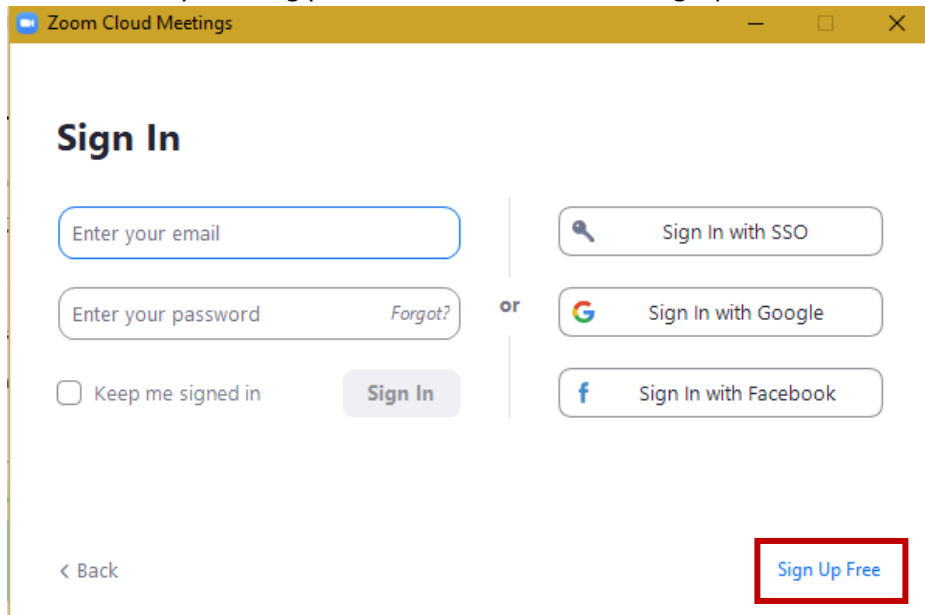 Zoom Cloud Meetings
Sign In
Enter your email
Enter your password Forgot?
Keep me signed in Sign In
or
Sign In with SSO
Sign In with Google
Sign In with Facebook
< Back
Sign Up Free